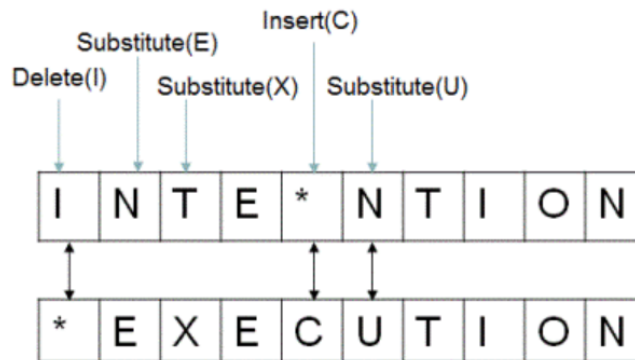 Insert(C)
Substitute(E)
Delete(I)
Substitute(X) Substitute(U)
I N T E * N T I O N
* E X E C U T I O N